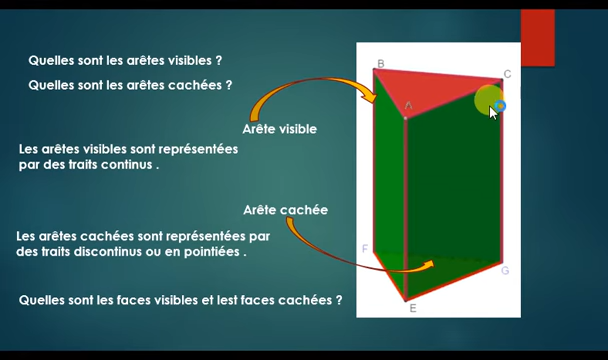 Quelles sont les arêtes visibles ?
Quelles sont les arêtes cachées ?
B
C
A
Arête visible
Les arêtes visibles sont représentées
par des traits continus .
Arête cachée
Les arêtes cachées sont représentées par
des traits discontinus ou en pointiées .
F
G
E
Quelles sont les faces visibles et lest faces cachées ?